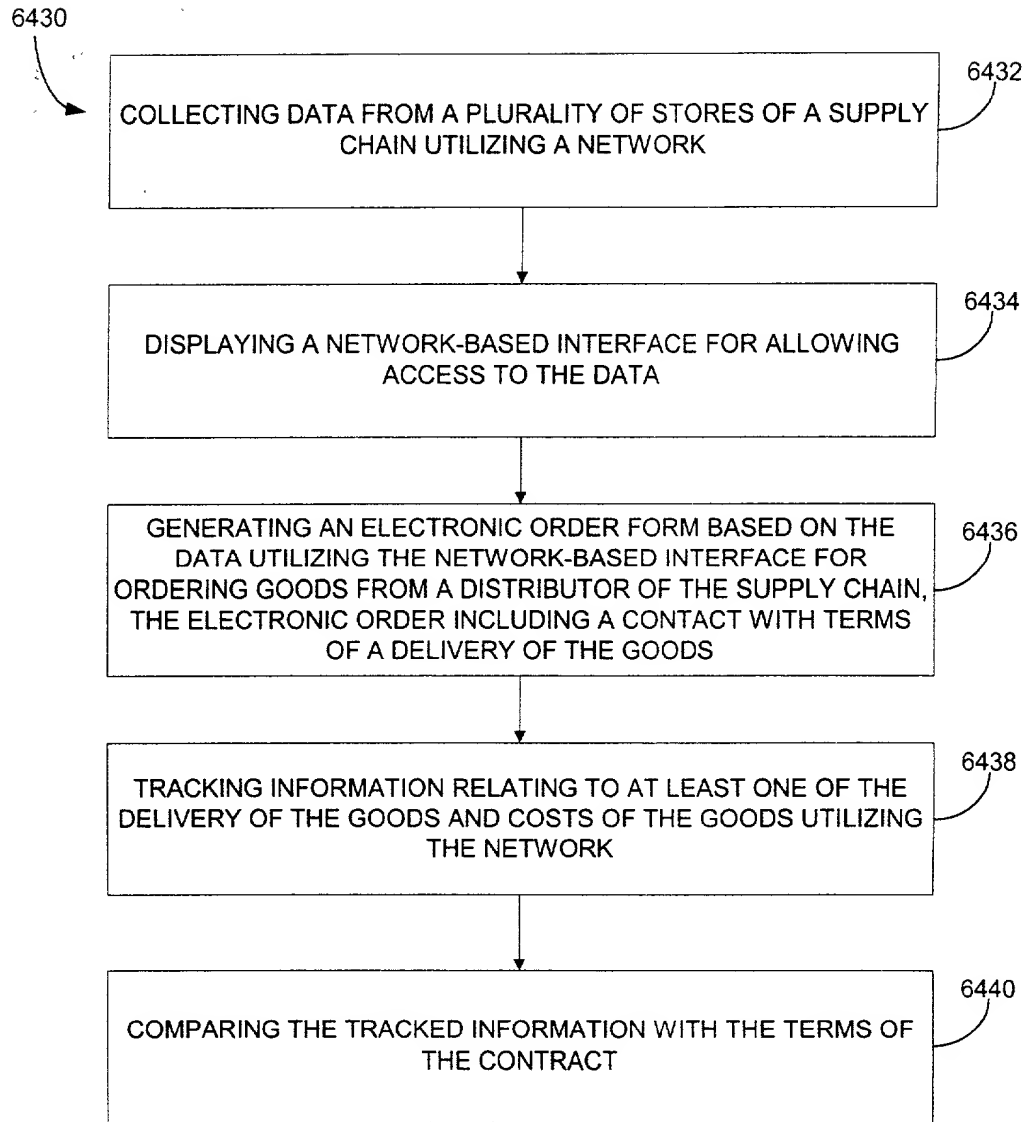 6430
6432
COLLECTING DATA FROM A PLURALITY OF STORES OF A SUPPLY
CHAIN UTILIZING A NETWORK
6434
DISPLAYING A NETWORK-BASED INTERFACE FOR ALLOWING
ACCESS TO THE DATA
6436
GENERATING AN ELECTRONIC ORDER FORM BASED ON THE
DATA UTILIZING THE NETWORK-BASED INTERFACE FOR
ORDERING GOODS FROM A DISTRIBUTOR OF THE SUPPLY CHAIN,
THE ELECTRONIC ORDER INCLUDING A CONTACT WITH TERMS
OF A DELIVERY OF THE GOODS
6438
TRACKING INFORMATION RELATING TO AT LEAST ONE OF THE
DELIVERY OF THE GOODS AND COSTS OF THE GOODS UTILIZING
THE NETWORK
6440
COMPARING THE TRACKED INFORMATION WITH THE TERMS OF
THE CONTRACT